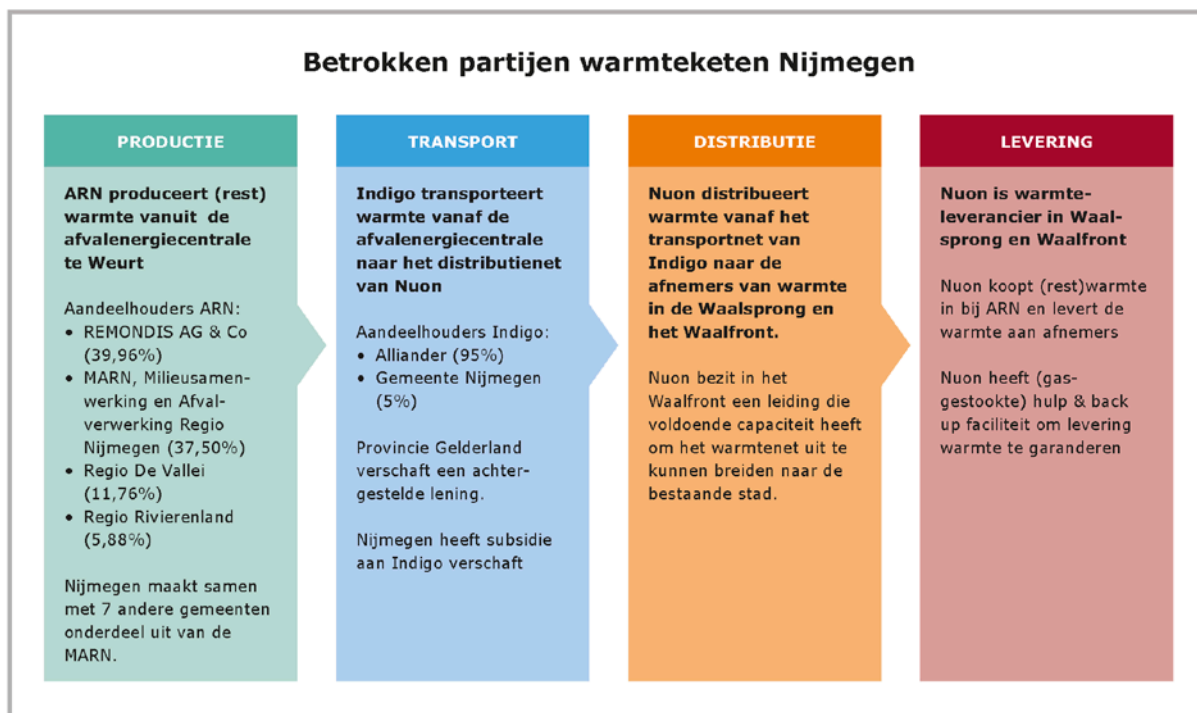 Betrokken partijen warmteketen Nijmegen
PRODUCTIE
ARN produceert (rest)
warmte vanuit de
afvalenergiecentrale
te Weurt
Aandeelhouders ARN:
• REMONDIS AG & Co
(39,96%)
• MARN, Milieusamen-
werking en Afval-
verwerking Regio
Nijmegen (37,50%)
• Regio De Vallei
(11,76%)
• Regio Rivierenland
(5,88%)
Nijmegen maakt samen
met 7 andere gemeenten
onderdeel uit van de
MARN.
TRANSPORT
Indigo transporteert
warmte vanaf de
afvalenergiecentrale
naar het distributienet
van Nuon
Aandeelhouders Indigo:
• Alliander (95%)
• Gemeente Nijmegen
(5%)
Provincie Gelderland
verschaft een achter-
gestelde lening.
Nijmegen heeft subsidie
aan Indigo verschaft
DISTRIBUTIE
Nuon distribueert
warmte vanaf het
transportnet van
Indigo naar de
afnemers van warmte
in de Waalsprong en
het Waalfront.
Nuon bezit in het
Waalfront een leiding die
voldoende capaciteit heeft
om het warmtenet uit te
kunnen breiden naar de
bestaande stad.
LEVERING
Nuon is warmte-
leverancier in Waal-
sprong en Waalfront
Nuon koopt (rest)warmte
in bij ARN en levert de
warmte aan afnemers
Nuon heeft (gas-
gestookte) hulp & back
up faciliteit om levering
warmte te garanderen